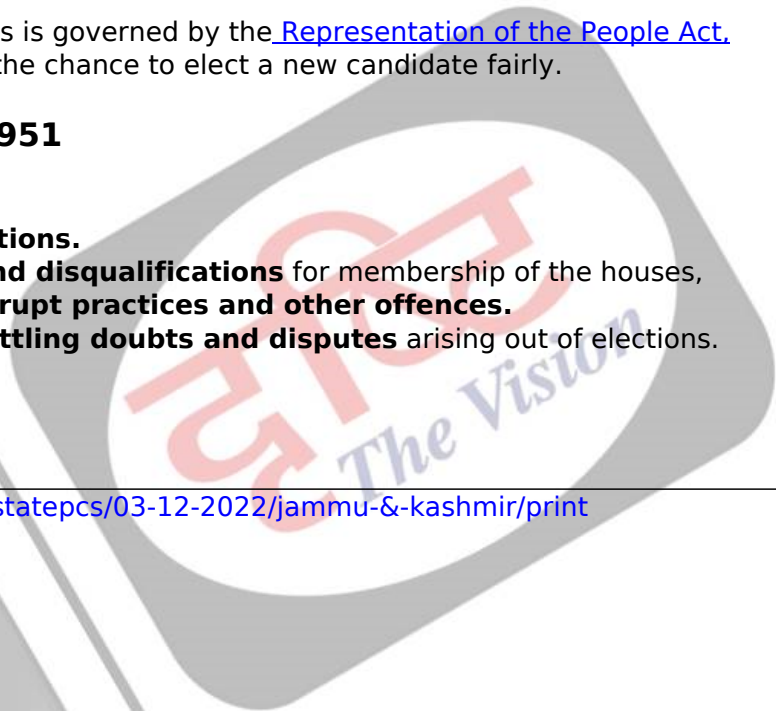 s is governed by the Representation of the People Act,
the chance to elect a new candidate fairly.
951
tions.
nd disqualifications for membership of the houses,
rupt practices and other offences.
ttling doubts and disputes arising out of elections.
दृष्टि
The Vision
statepcs/03-12-2022/jammu-&-kashmir/print